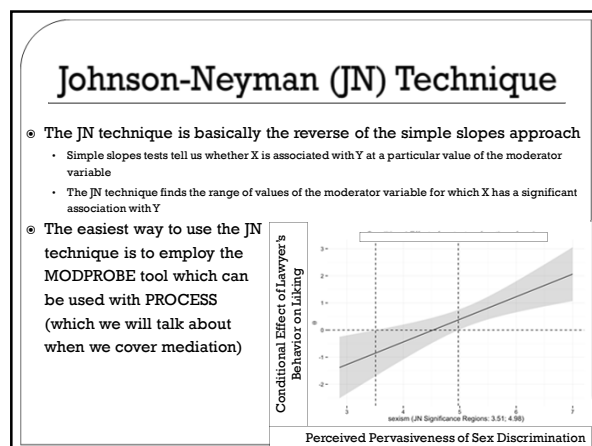 Johnson-Neyman (JN) Technique
The JN technique is basically the reverse of the simple slopes approach
Simple slopes tests tell us whether X is associated with Y at a particular value of the moderator
variable
The JN technique finds the range of values of the moderator variable for which X has a significant
association with Y
The easiest way to use the JN
technique is to employ the
MODPROBE tool which can
be used with PROCESS
(which we will talk about
when we cover mediation)
Conditional Effect of Lawyer's
Behavior on Liking
3
2
1
0
-1
-2
3 4 5 6 7
sexism (JN Significance Regions: 3.51; 4.98)
Perceived Pervasiveness of Sex Discrimination